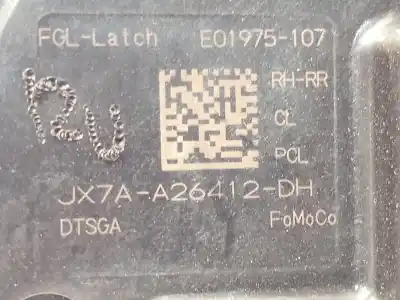 FGL-Latch E01975-107
RH-RR
CL
PCL
JX7A-A26412-DH
DTSGA FoMoCo